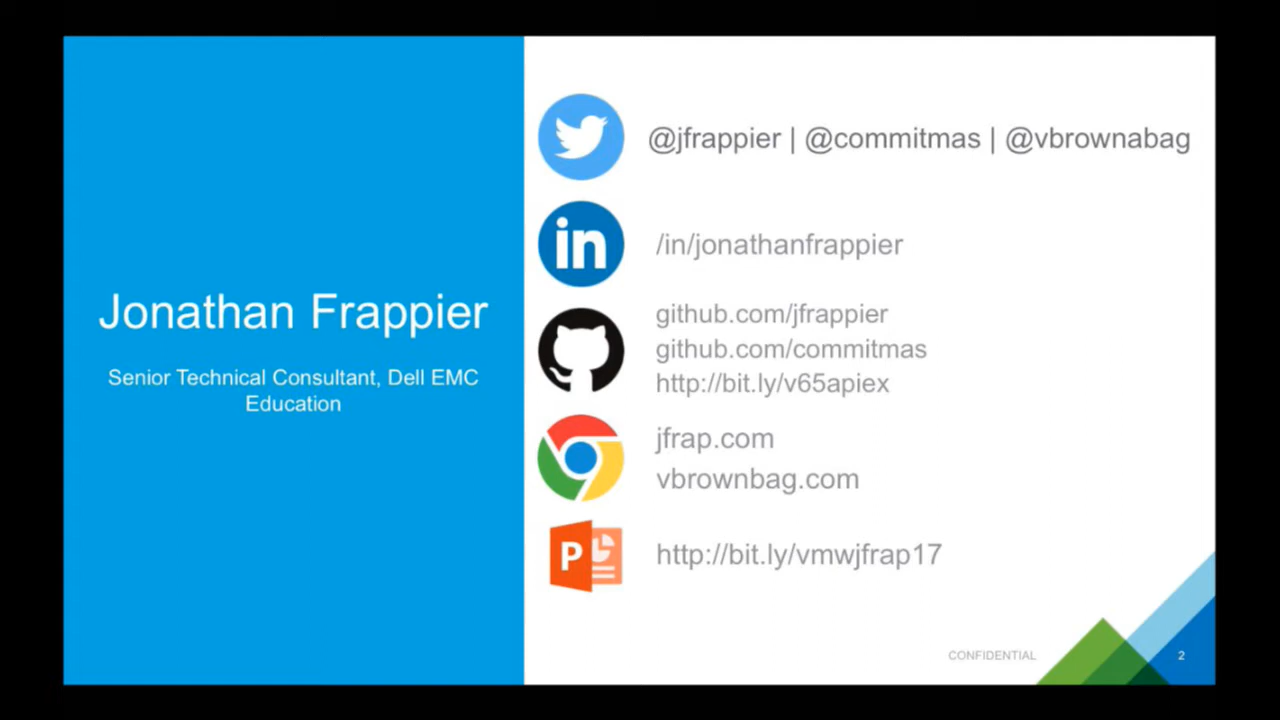 Jonathan Frappier
Senior Technical Consultant, Dell EMC
Education
@jfrappier | @commitmas | @vbrownabag
in
/in/jonathanfrappier
github.com/jfrappier
github.com/commitmas
http://bit.ly/v65apiex
jfrap.com
vbrownbag.com
P
http://bit.ly/vmwjfrap17
CONFIDENTIAL
2